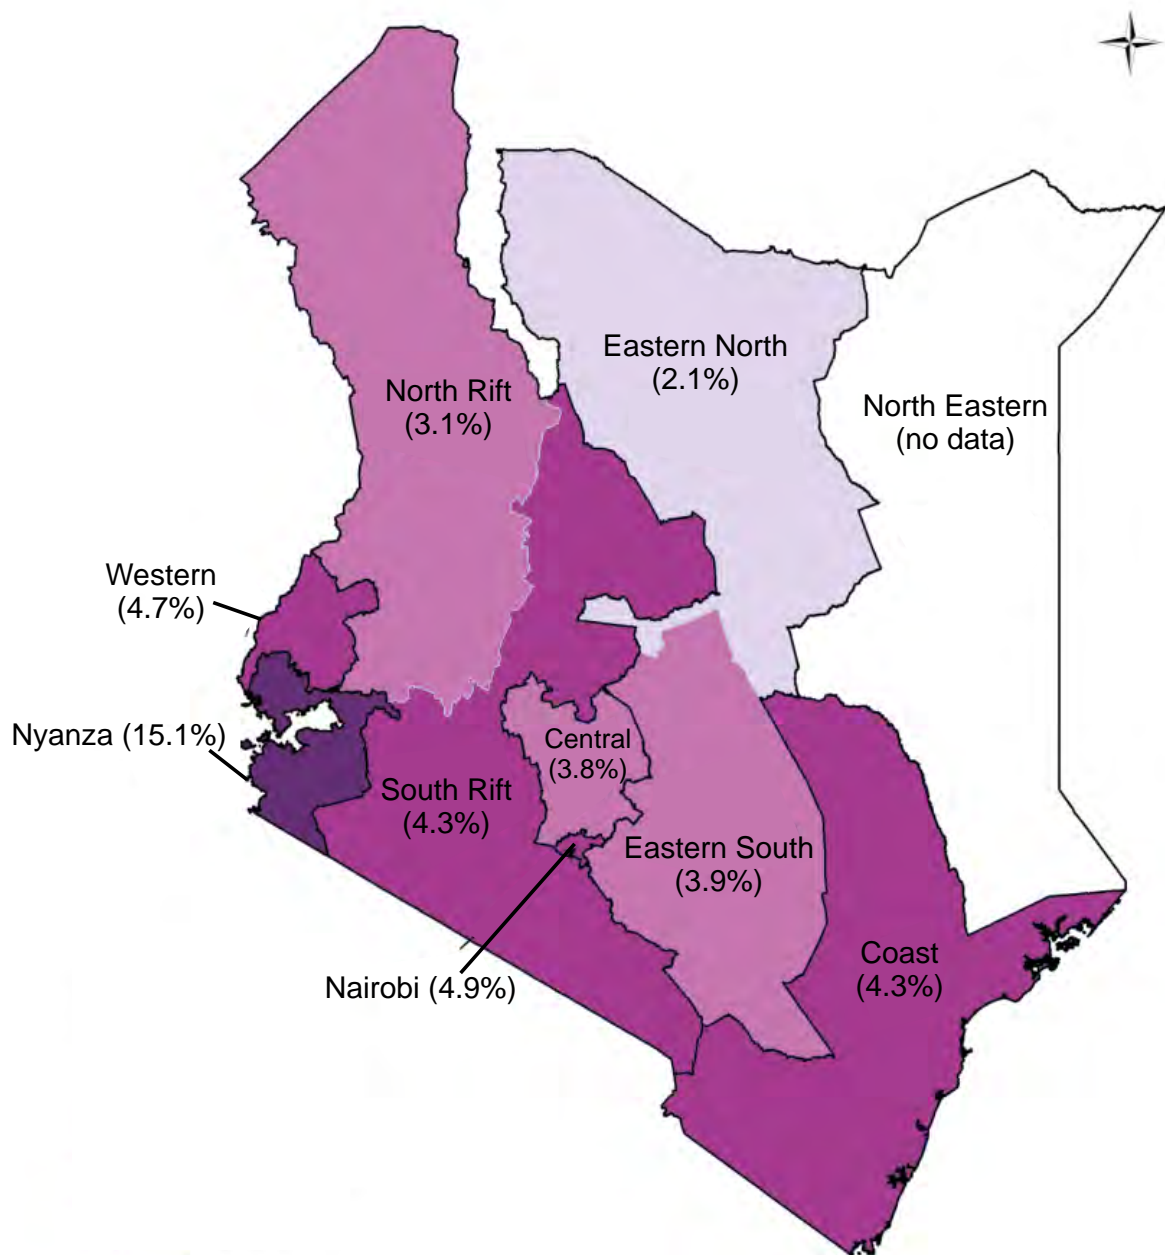 Eastern North
(2.1%)
North Rift
(3.1%)
North Eastern
(no data)
Western
(4.7%)
Nyanza (15.1%)
Central
(3.8%)
South Rift
(4.3%)
Eastern South
(3.9%)
Coast
(4.3%)
Nairobi (4.9%)